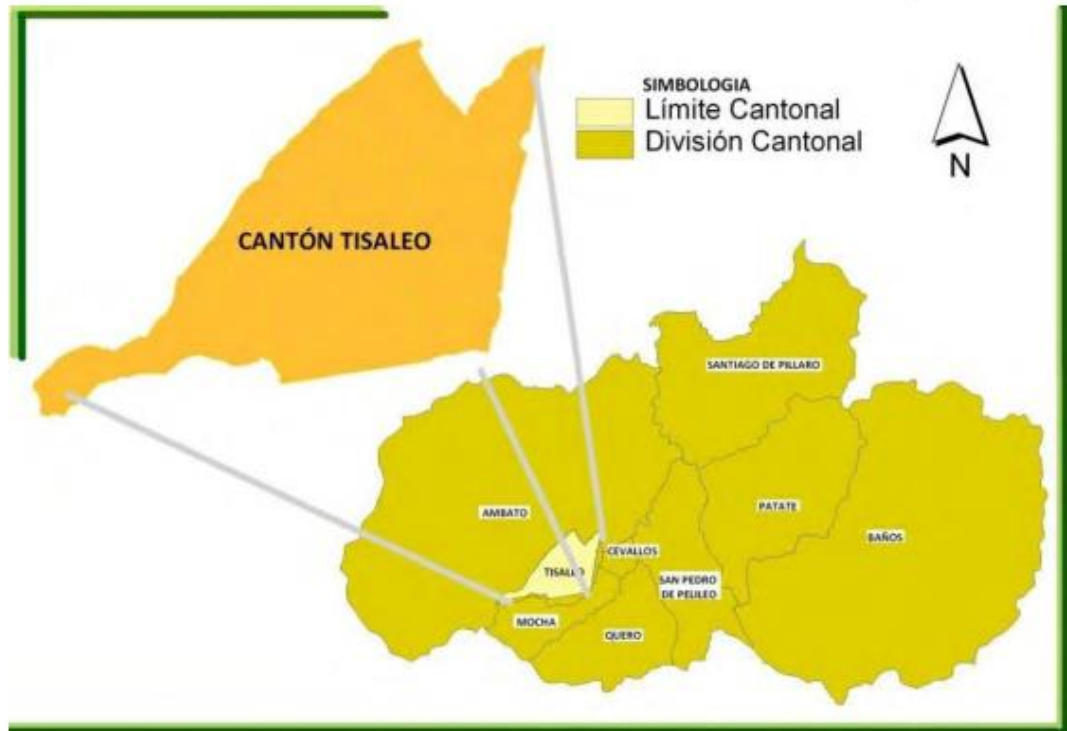 SIMBOLOGIA
Límite Cantonal
División Cantonal
N
CANTÓN TISALEO
SANTIAGO DE PILLARO
PATATE
BAÑOS
AMBATO
CEVALLOS
TISALEO
SAN PEDRO
DE PELILEO
MOCHA
QUERO